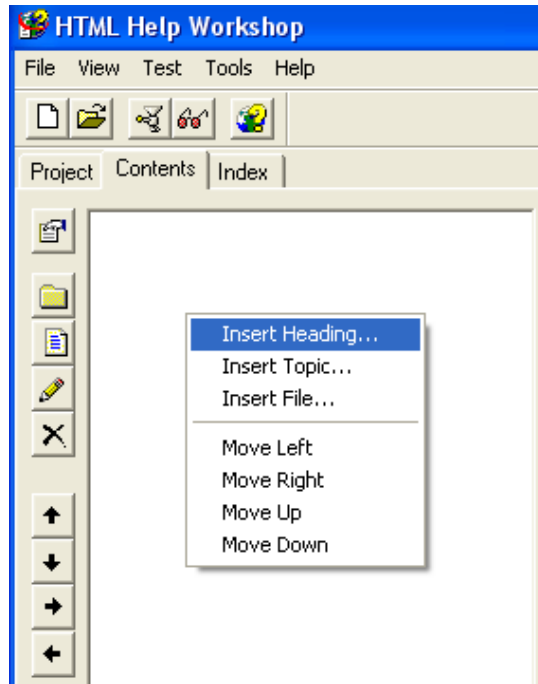 HTML Help Workshop
File View Test Tools Help
Project Contents Index
Insert Heading...
Insert Topic...
Insert File...
Move Left
Move Right
Move Up
Move Down